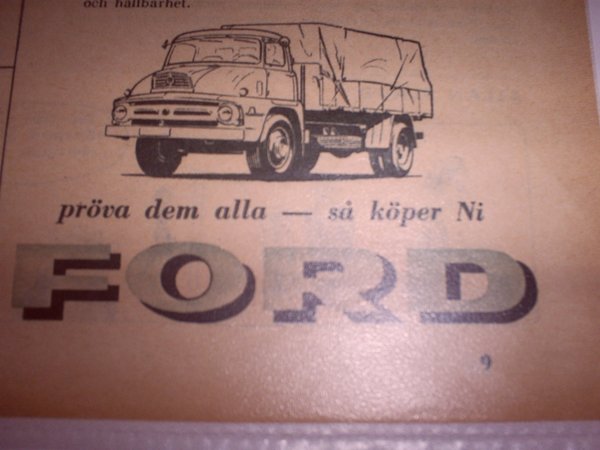 och hållbarhet.
pröva dem alla — så köper Ni
FORD
9